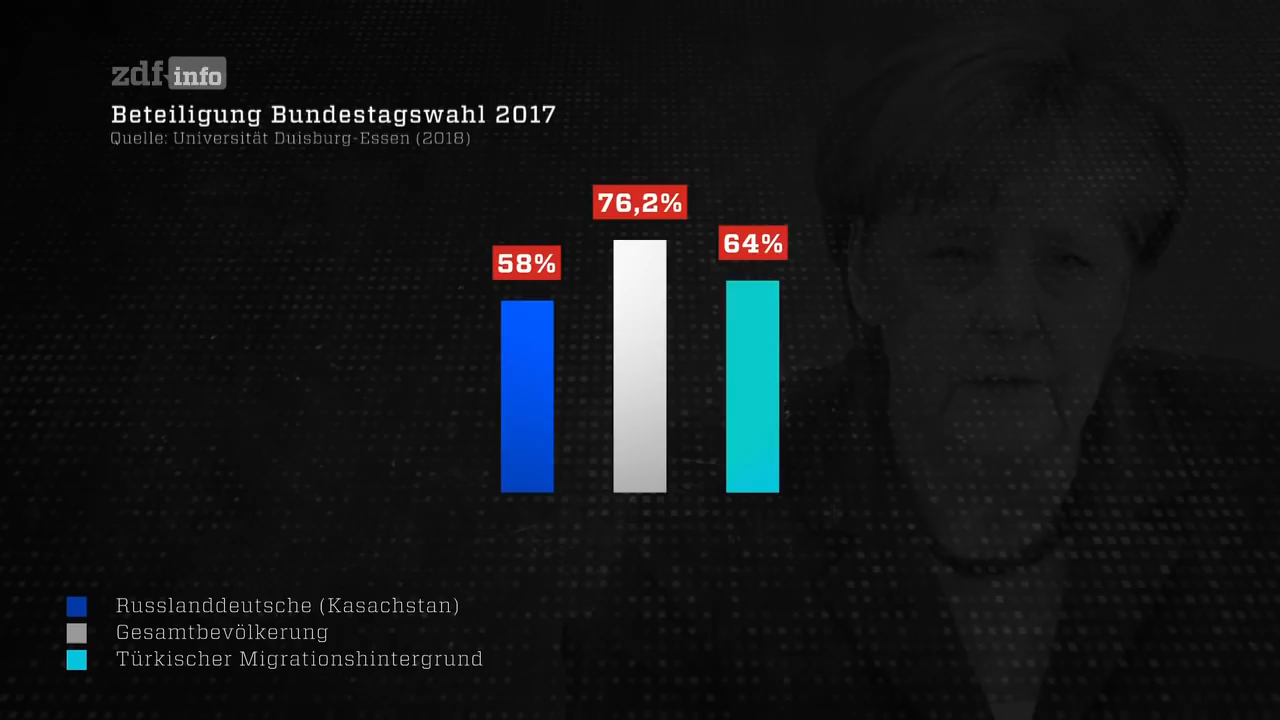 zdf info
Beteiligung Bundestagswahl 2017
Quelle: Universität Duisburg-Essen (2018)
76,2%
64%
58%
Russlanddeutsche (Kasachstan)
Gesamtbevölkerung
Türkischer Migrationshintergrund